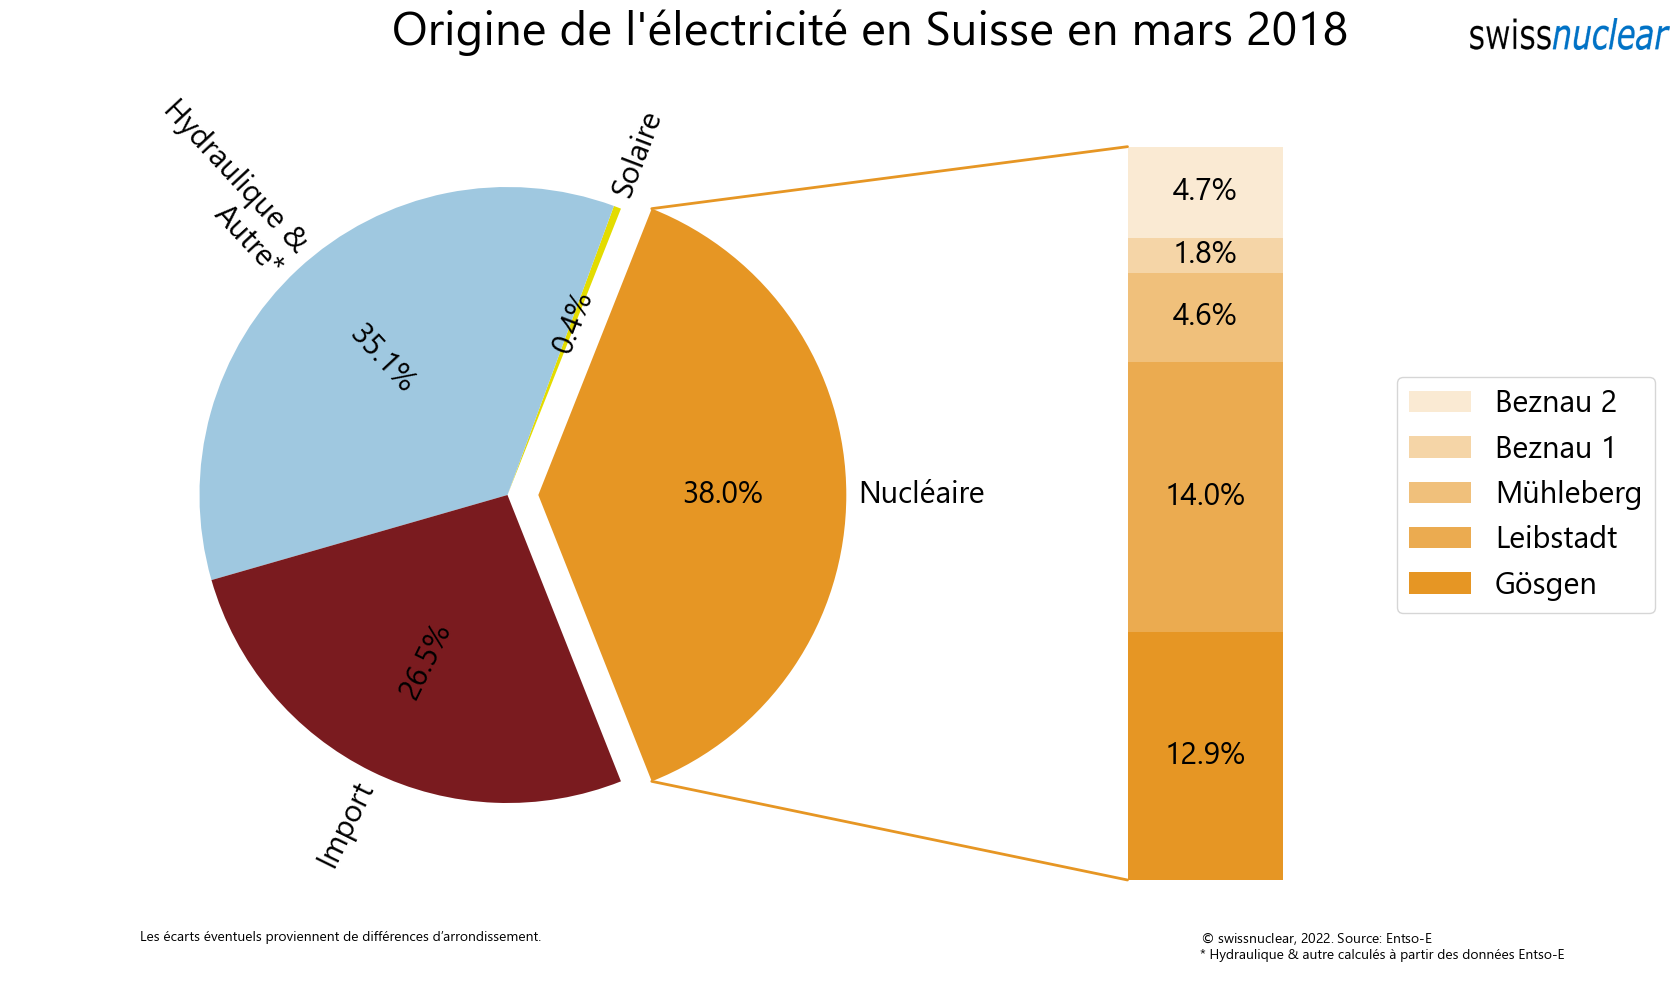 Origine de l'électricité en Suisse en mars 2018
swissnuclear
Hydraulique &
Autre*
Solaire
35.1%
0.4%
38.0%
Nucléaire
26.5%
Import
4.7%
1.8%
4.6%
14.0%
12.9%
Beznau 2
Beznau 1
Mühleberg
Leibstadt
Gösgen
Les écarts éventuels proviennent de différences d’arrondissement.
© swissnuclear, 2022. Source: Entso-E
* Hydraulique & autre calculés à partir des données Entso-E